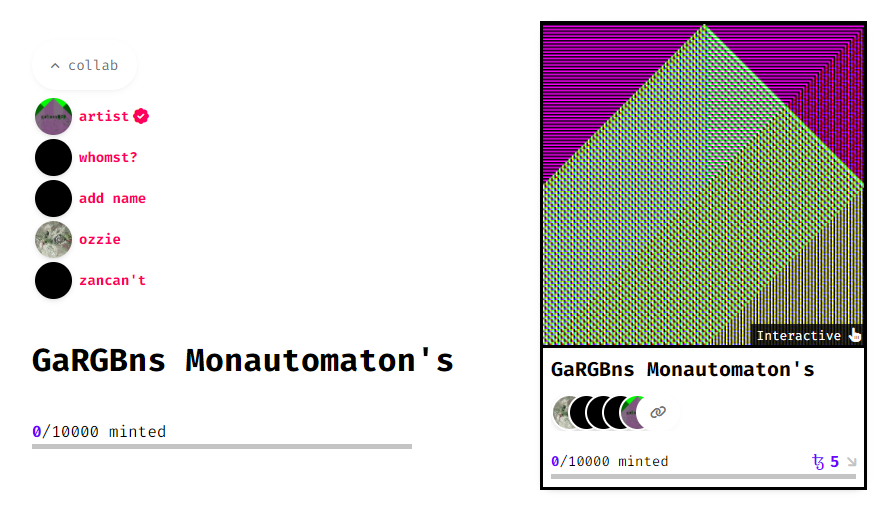 collab
artist
whomst?
add name
ozzie
zancan't
GaRGBns Monautomaton's
0/10000 minted
Interactive
GaRGBns Monautomaton's
0/10000 minted
ꜩ 5